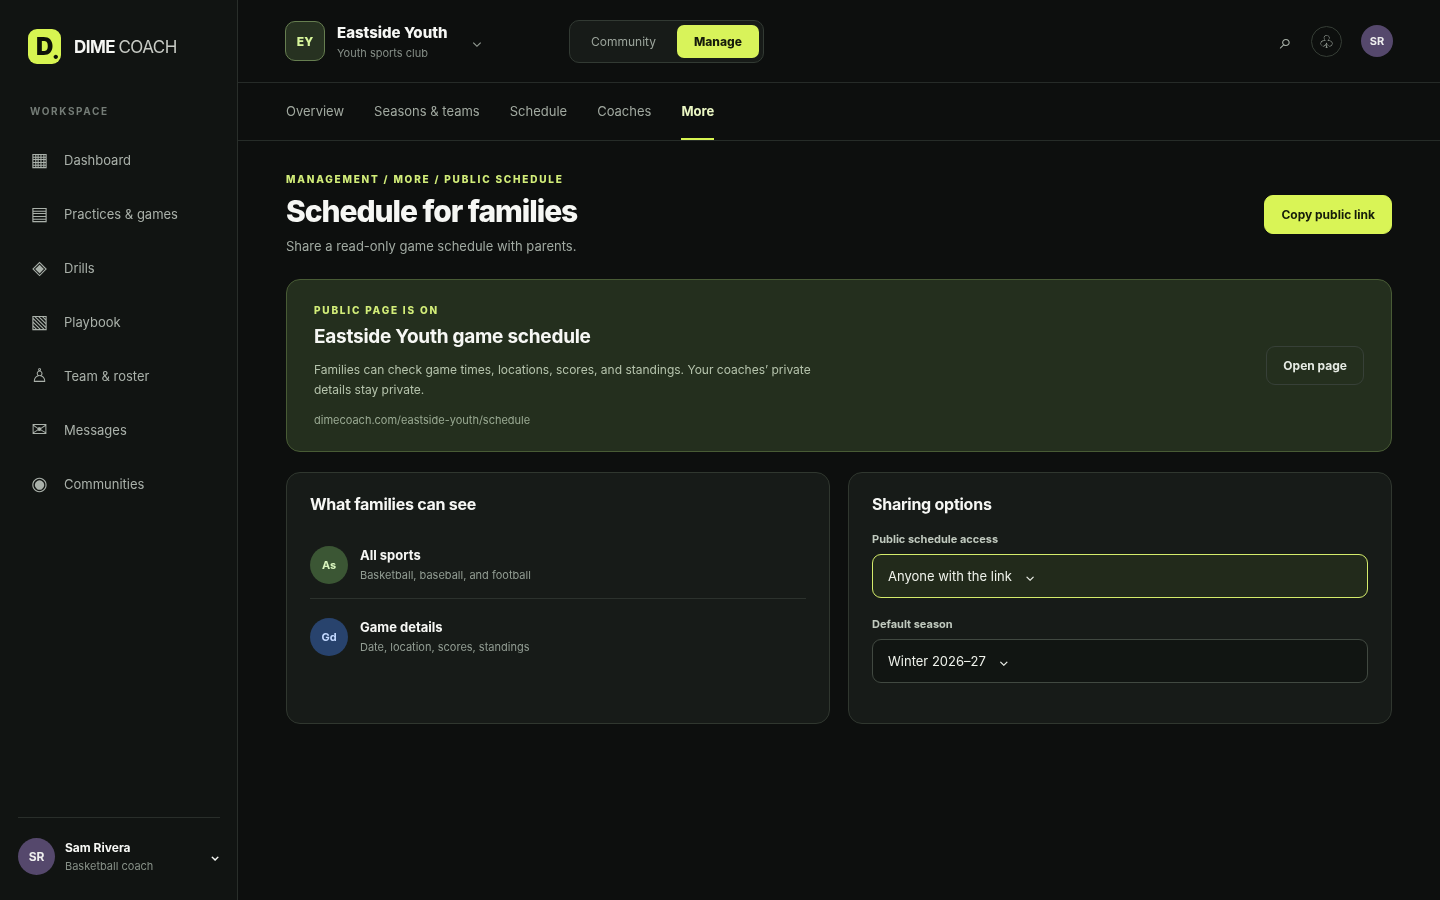 D.
DIME COACH
WORKSPACE
Dashboard
Practices & games
Drills
Playbook
Team & roster
Messages
Communities
SR
Sam Rivera
Basketball coach
EY
Eastside Youth
Youth sports club
Community
Manage
SR
Overview
Seasons & teams
Schedule
Coaches
More
MANAGEMENT / MORE / PUBLIC SCHEDULE
Schedule for families
Share a read-only game schedule with parents.
Copy public link
PUBLIC PAGE IS ON
Eastside Youth game schedule
Families can check game times, locations, scores, and standings. Your coaches’ private
details stay private.
dimecoach.com/eastside-youth/schedule
Open page
What families can see
As
All sports
Basketball, baseball, and football
Gd
Game details
Date, location, scores, standings
Sharing options
Public schedule access
Anyone with the link
Default season
Winter 2026–27